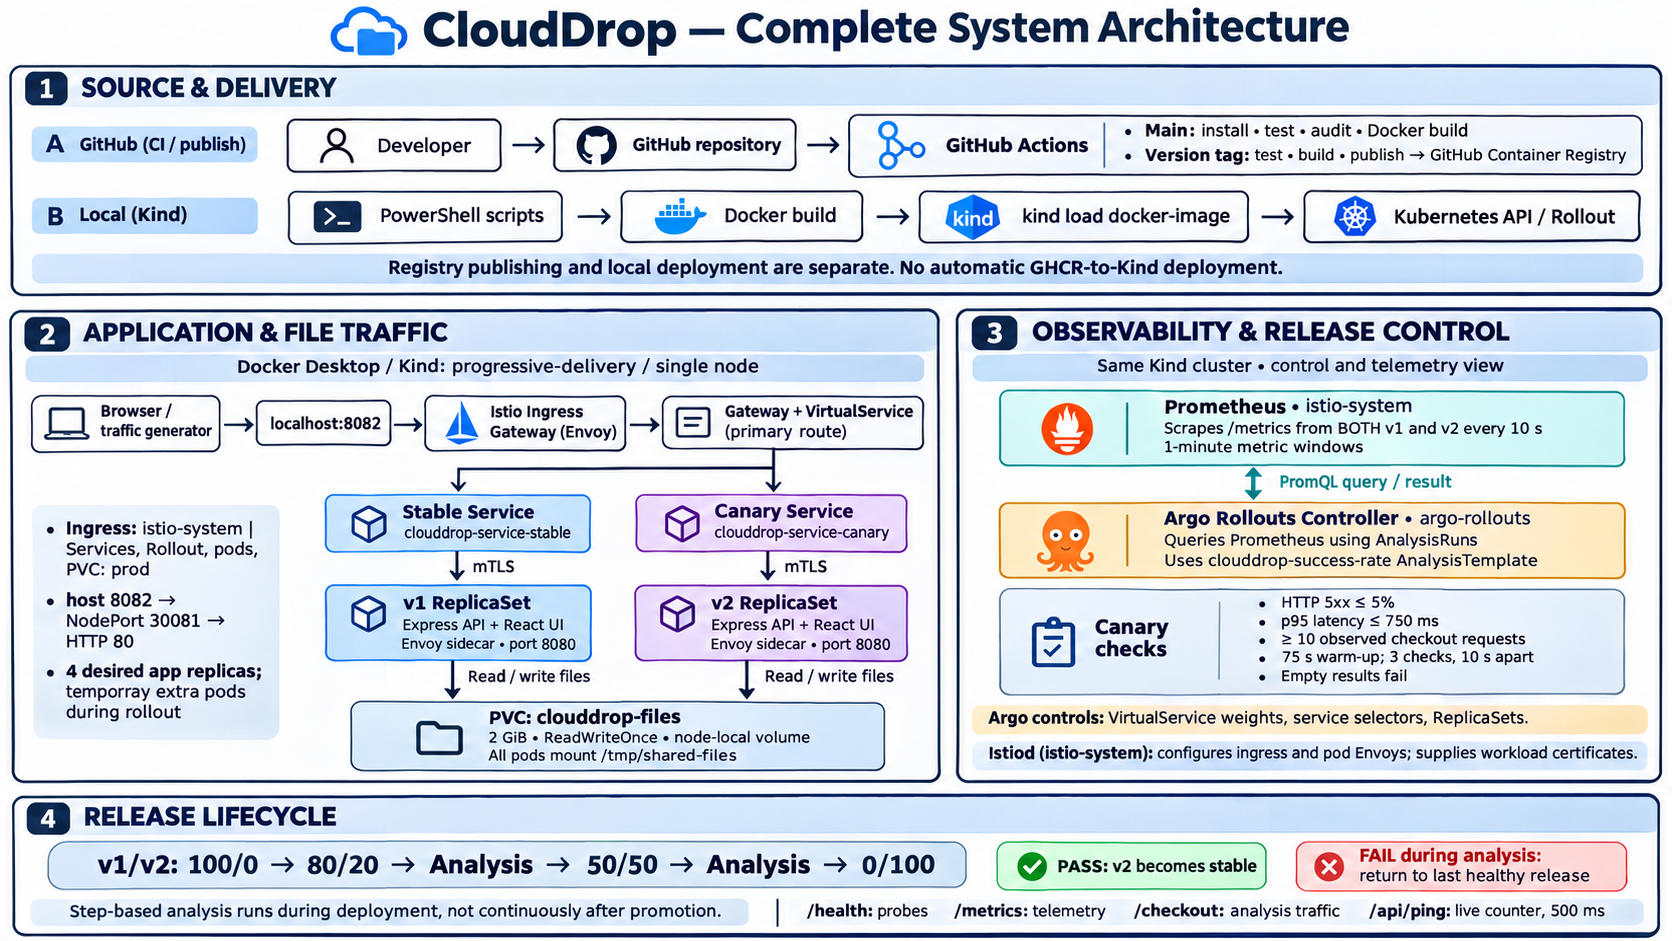 CloudDrop — Complete System Architecture
1 SOURCE & DELIVERY
A GitHub (CI / publish)
Developer
GitHub repository
GitHub Actions
• Main: install • test • audit • Docker build
• Version tag: test • build • publish → GitHub Container Registry
B Local (Kind)
PowerShell scripts
Docker build
kind
kind load docker-image
Kubernetes API / Rollout
Registry publishing and local deployment are separate. No automatic GHCR-to-Kind deployment.
2 APPLICATION & FILE TRAFFIC
Docker Desktop / Kind: progressive-delivery / single node
Browser /
traffic generator
localhost:8082
Istio Ingress
Gateway (Envoy)
Gateway + VirtualService
(primary route)
• Ingress: istio-system |
Services, Rollout, pods,
PVC: prod
• host 8082 →
NodePort 30081 →
HTTP 80
• 4 desired app replicas;
temporray extra pods
during rollout
Stable Service
clouddrop-service-stable
Canary Service
clouddrop-service-canary
mTLS
mTLS
v1 ReplicaSet
Express API + React UI
Envoy sidecar • port 8080
v2 ReplicaSet
Express API + React UI
Envoy sidecar • port 8080
Read / write files
Read / write files
PVC: clouddrop-files
2 GiB • ReadWriteOnce • node-local volume
All pods mount /tmp/shared-files
3 OBSERVABILITY & RELEASE CONTROL
Same Kind cluster • control and telemetry view
Prometheus • istio-system
Scrapes /metrics from BOTH v1 and v2 every 10 s
1-minute metric windows
PromQL query / result
Argo Rollouts Controller • argo-rollouts
Queries Prometheus using AnalysisRuns
Uses clouddrop-success-rate AnalysisTemplate
Canary
checks
• HTTP 5xx ≤ 5%
• p95 latency ≤ 750 ms
• ≥ 10 observed checkout requests
• 75 s warm-up; 3 checks, 10 s apart
• Empty results fail
Argo controls: VirtualService weights, service selectors, ReplicaSets.
Istiod (istio-system): configures ingress and pod Envoys; supplies workload certificates.
4 RELEASE LIFECYCLE
v1/v2: 100/0 → 80/20 → Analysis → 50/50 → Analysis → 0/100
PASS: v2 becomes stable
FAIL during analysis:
return to last healthy release
Step-based analysis runs during deployment, not continuously after promotion.
/health: probes /metrics: telemetry /checkout: analysis traffic /api/ping: live counter, 500 ms